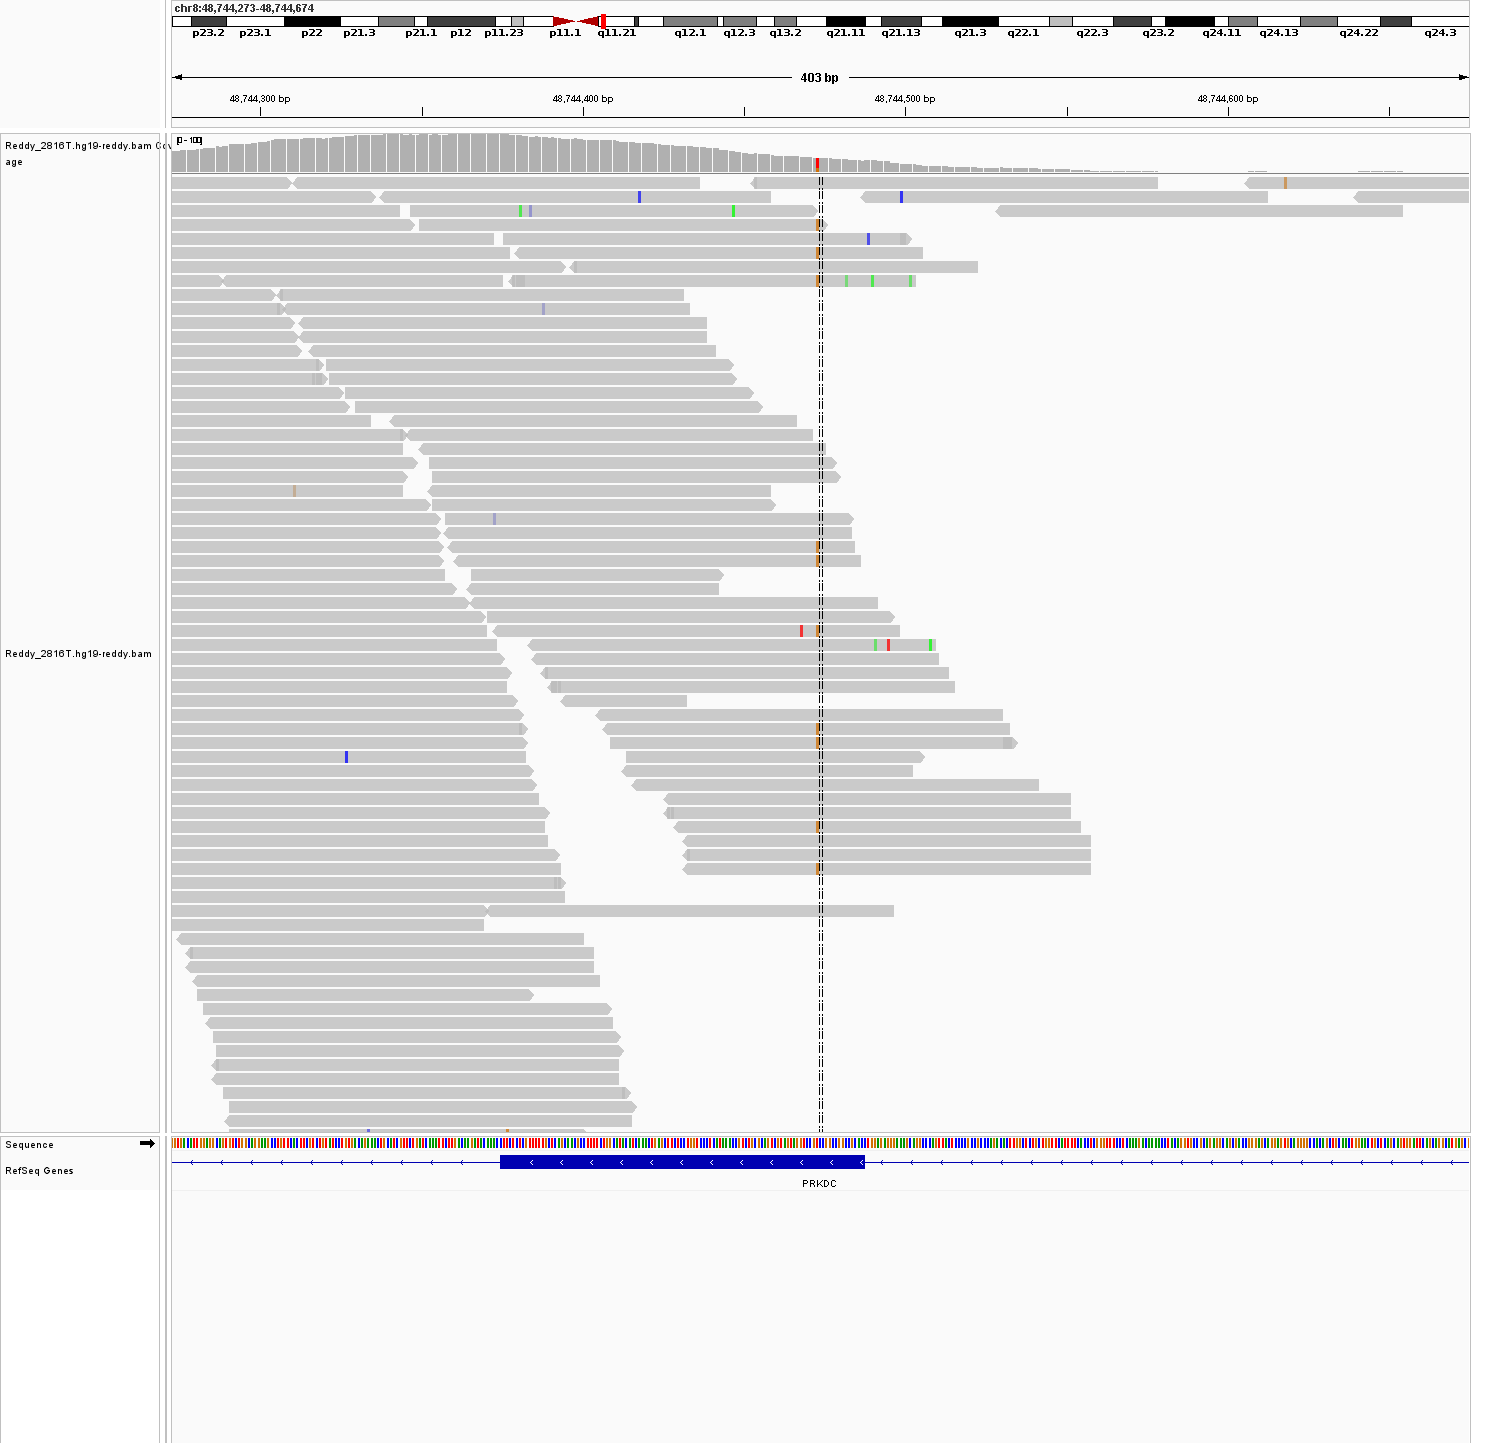 chr8:48,744,273-48,744,674
p23.2 p23.1 p22 p21.3 p21.1 p12 p11.23 p11.1 q11.21 q12.1 q12.3 q13.2 q21.11 q21.13 q21.3 q22.1 q22.3 q23.2 q24.11 q24.13 q24.22 q24.3
403 bp
48,744,300 bp 48,744,400 bp 48,744,500 bp 48,744,600 bp
[0 - 100]
Reddy_2816T.hg19-reddy.bam Cov
age
Reddy_2816T.hg19-reddy.bam
Sequence
RefSeq Genes
PRKDC